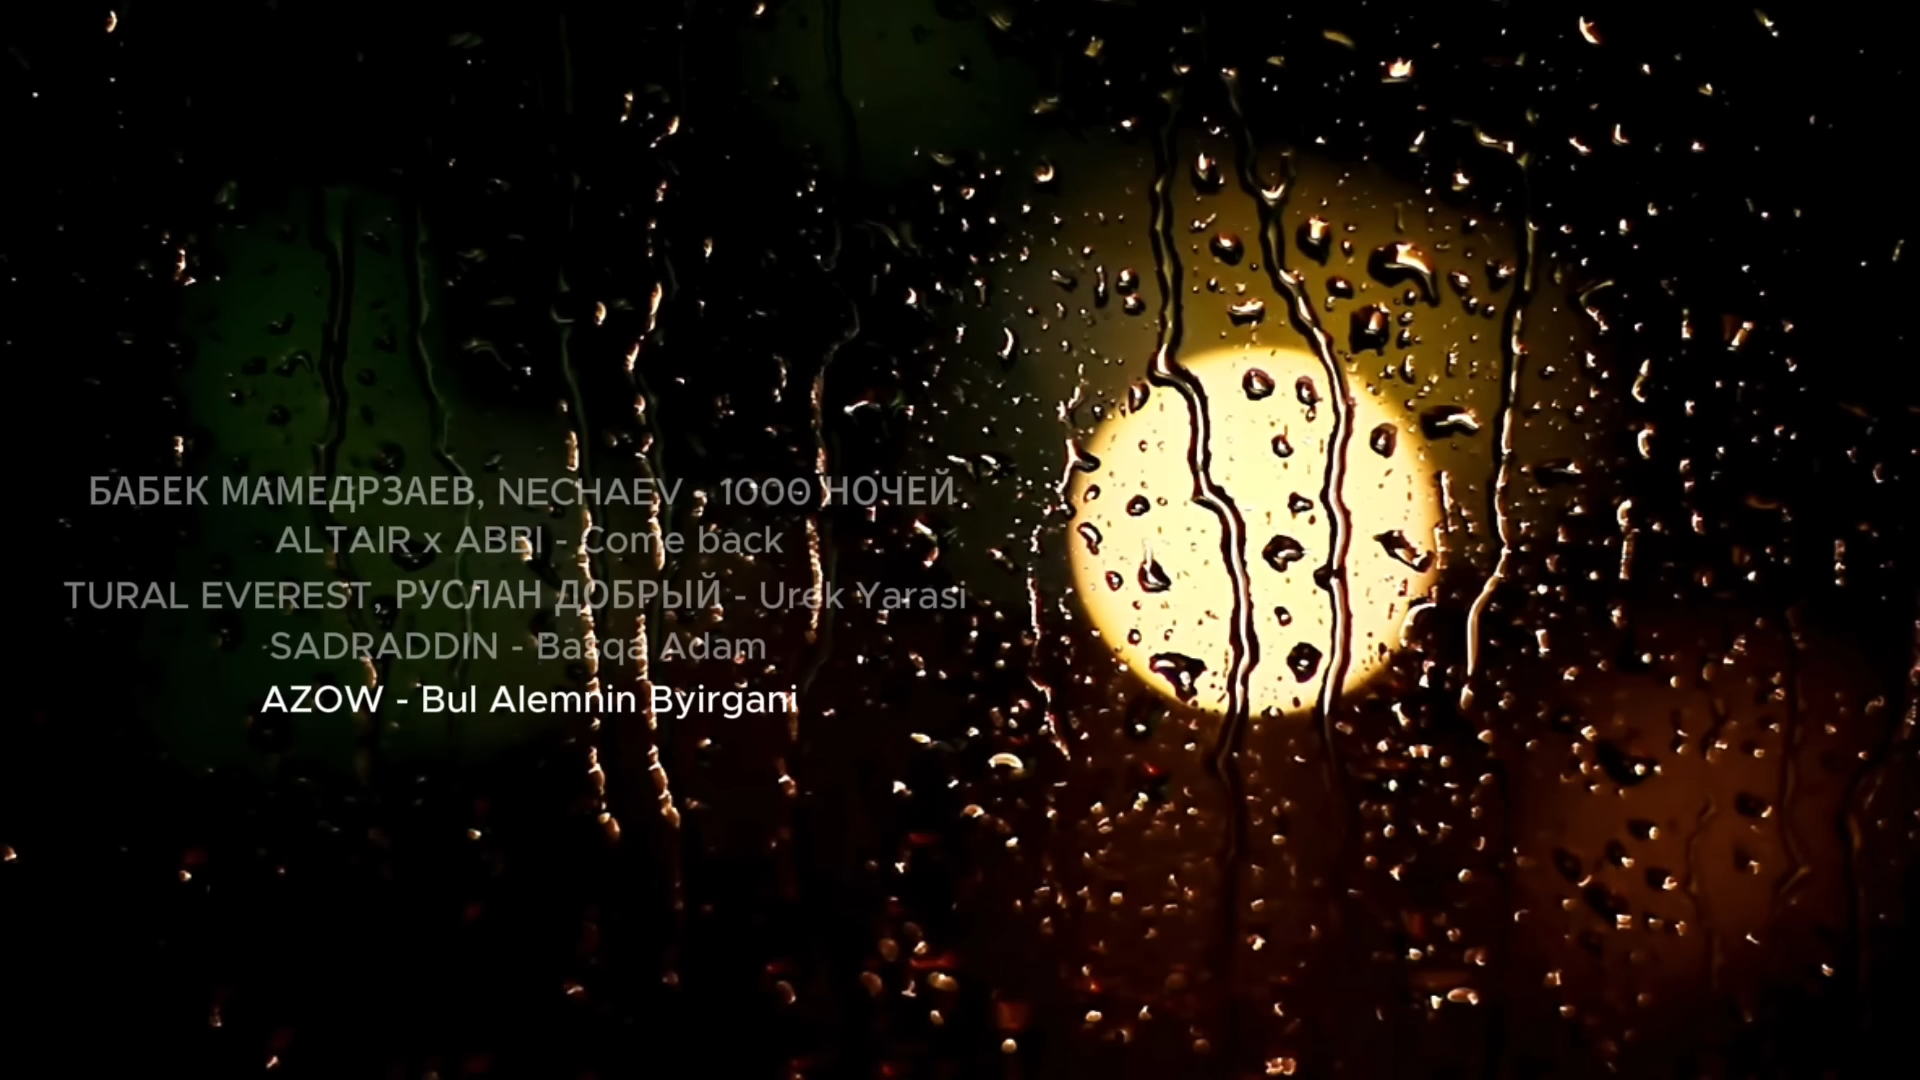 БАБЕК МАМЕДРЗАЕВ, NECHAEV - 1000 НОЧЕЙ
ALTAIR x ABBI - Come back
TURAL EVEREST, РУСЛАН ДОБРЫЙ - Urek Yarasi
SADRADDIN - Basqa Adam
AZOW - Bul Alemnin Byirgani